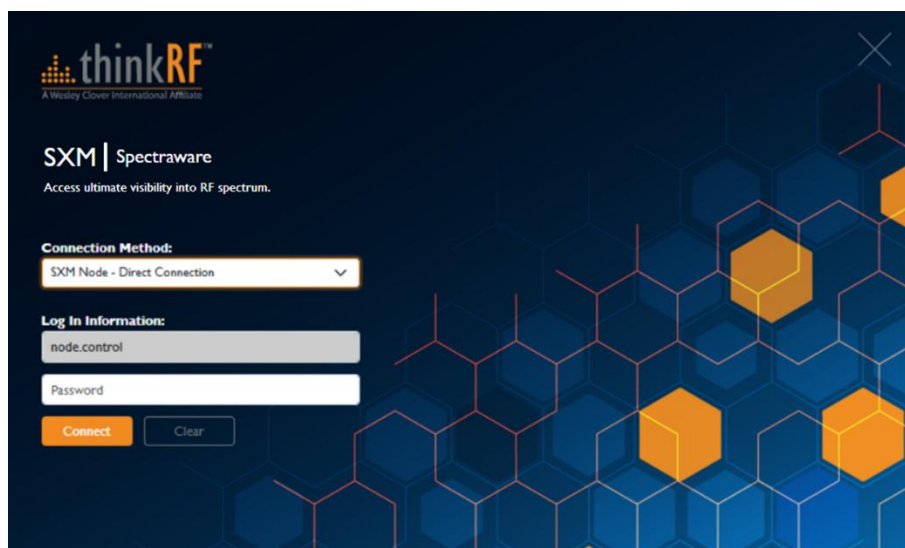 thinkRF™
A Wesley Clover International Affiliate
SXM | Spectraware
Access ultimate visibility into RF spectrum.
Connection Method:
SXM Node - Direct Connection
Log In Information:
node.control
Password
Connect Clear